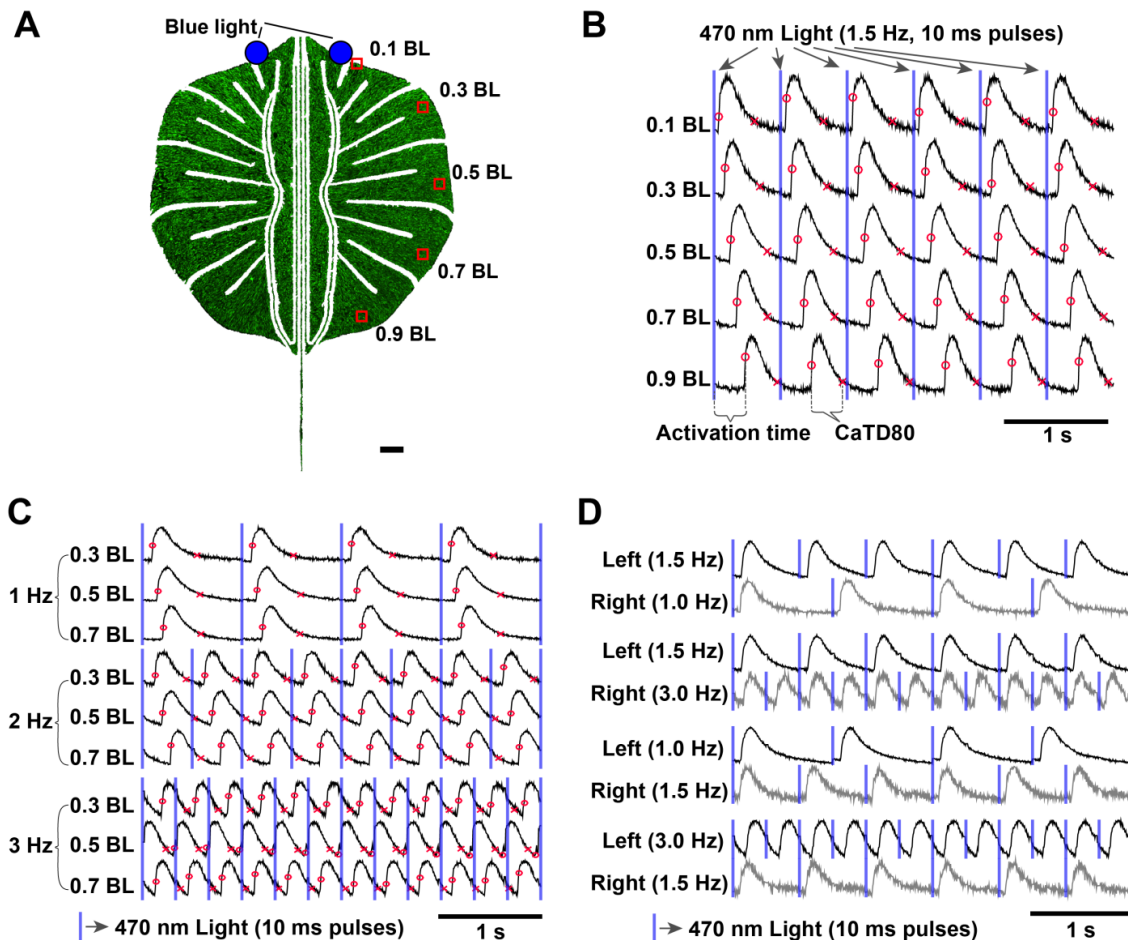 A
Blue light
0.1 BL
0.3 BL
0.5 BL
0.7 BL
0.9 BL
B
470 nm Light (1.5 Hz, 10 ms pulses)
0.1 BL
0.3 BL
0.5 BL
0.7 BL
0.9 BL
Activation time
CaTD80
1 s
C
1 Hz
0.3 BL
0.5 BL
0.7 BL
2 Hz
0.3 BL
0.5 BL
0.7 BL
3 Hz
0.3 BL
0.5 BL
0.7 BL
470 nm Light (10 ms pulses)
1 s
D
Left (1.5 Hz)
Right (1.0 Hz)
Left (1.5 Hz)
Right (3.0 Hz)
Left (1.0 Hz)
Right (1.5 Hz)
Left (3.0 Hz)
Right (1.5 Hz)
470 nm Light (10 ms pulses)
1 s